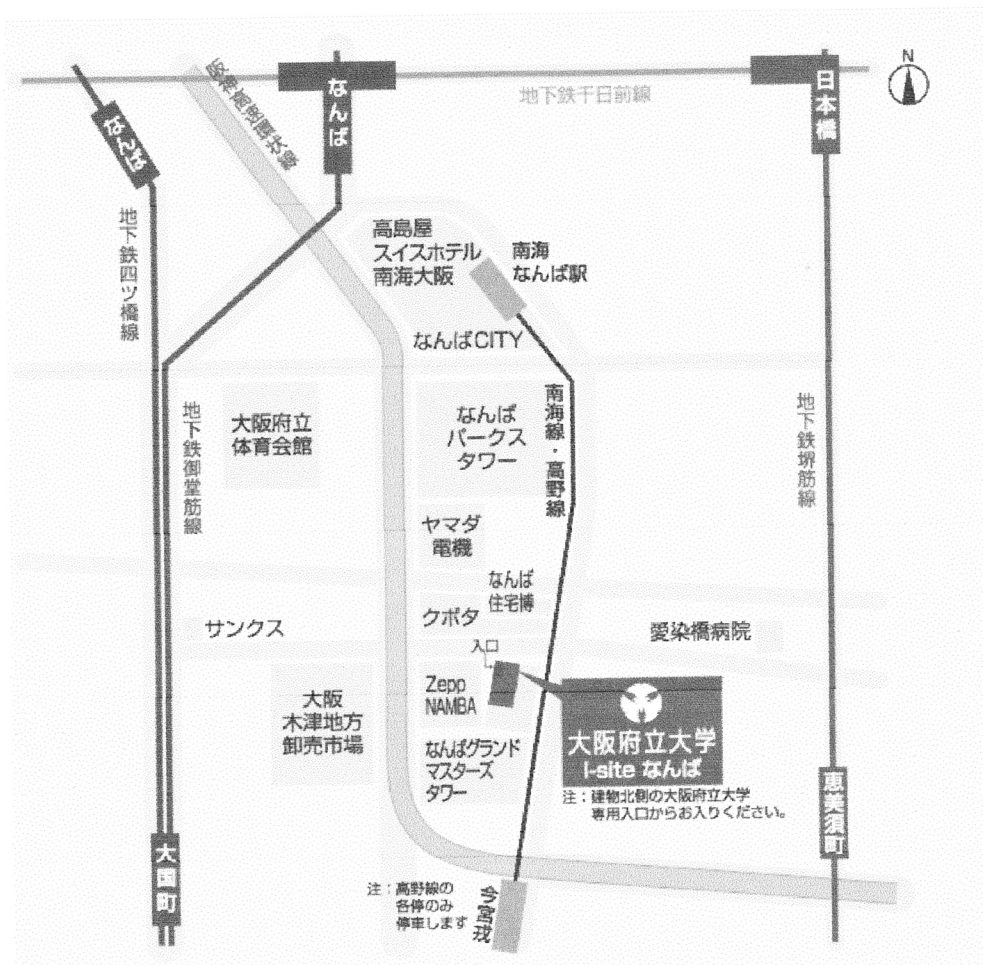 N
なんば
なんば
日本橋
阪神高速環状線
地下鉄千日前線
地下鉄四ツ橋線
高島屋
スイスホテル
南海大阪
南海
なんば駅
なんばCITY
大阪府立
体育会館
地下鉄御堂筋線
なんば
パークス
タワー
南海線・高野線
地下鉄堺筋線
ヤマダ
電機
なんば
住宅博
クボタ
サンクス
愛染橋病院
入口
Zepp
NAMBA
大阪
木津地方
卸売市場
大阪府立大学
I-site なんば
なんばグランド
マスターズ
タワー
注：建物北側の大阪府立大学
専用入口からお入りください。
恵美須町
大国町
注：高野線の
各停のみ
停車します
今宮戎